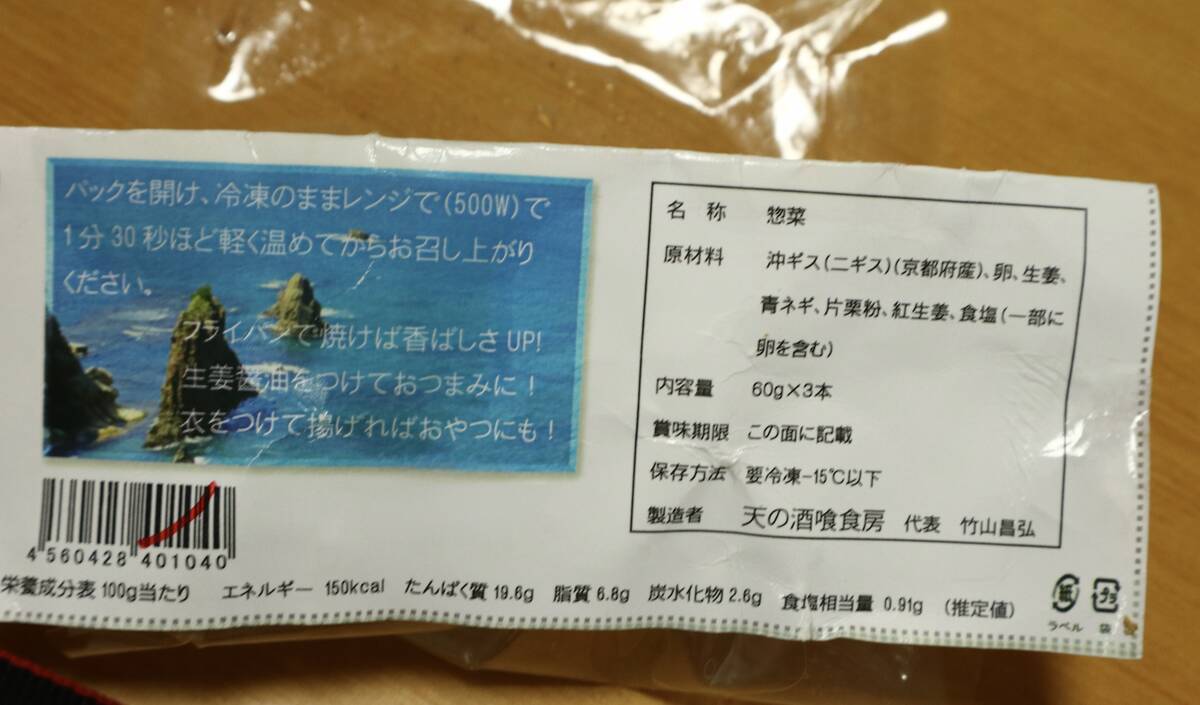 パックを開け、冷凍のままレンジで(500W)で
1分30秒ほど軽く温めてからお召し上がり
ください。
フライパンで焼けば香ばしさUP!
生姜醤油をつけておつまみに!
衣をつけて揚げればおやつにも!
4 560428 401040
名 称 惣菜
原材料 沖ギス(ニギス)(京都府産)、卵、生姜、
青ネギ、片栗粉、紅生姜、食塩(一部に
卵を含む)
内容量 60g×3本
賞味期限 この面に記載
保存方法 要冷凍-15℃以下
製造者 天の酒喰食房 代表 竹山昌弘
栄養成分表100g当たり エネルギー 150kcal たんぱく質19.6g 脂質6.8g 炭水化物2.6g 食塩相当量 0.91g (推定値)
紙 プラ
ラベル 袋